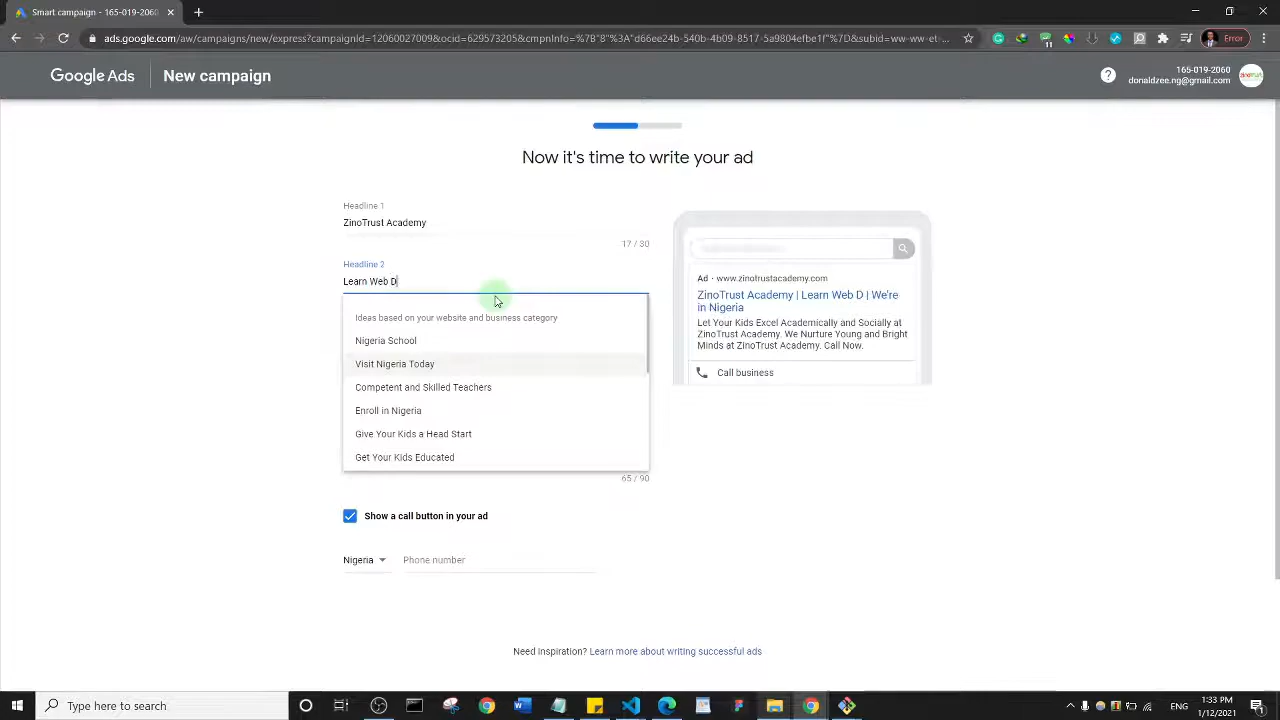 Smart campaign - 165-019-2060
ads.google.com/aw/campaigns/new/express?campaignId=12060027009&ocid=629573205&cmpnInfo=%7B"8"%3A"d66ee24b-540b-4b09-8517-5a9804efbe1f"%7D&subid=ww-ww-et...
Error
Google Ads
New campaign
165-019-2060
donaldzee.ng@gmail.com
Now it's time to write your ad
Headline 1
ZinoTrust Academy
17 / 30
Headline 2
Learn Web D
Ideas based on your website and business category
Nigeria School
Visit Nigeria Today
Competent and Skilled Teachers
Enroll in Nigeria
Give Your Kids a Head Start
Get Your Kids Educated
65 / 90
Show a call button in your ad
Nigeria
Phone number
Ad · www.zinotrustacademy.com
ZinoTrust Academy | Learn Web D | We're
in Nigeria
Let Your Kids Excel Academically and Socially at
ZinoTrust Academy. We Nurture Young and Bright
Minds at ZinoTrust Academy. Call Now.
Call business
Need inspiration? Learn more about writing successful ads
Type here to search
ENG
1:33 PM
1/12/2021